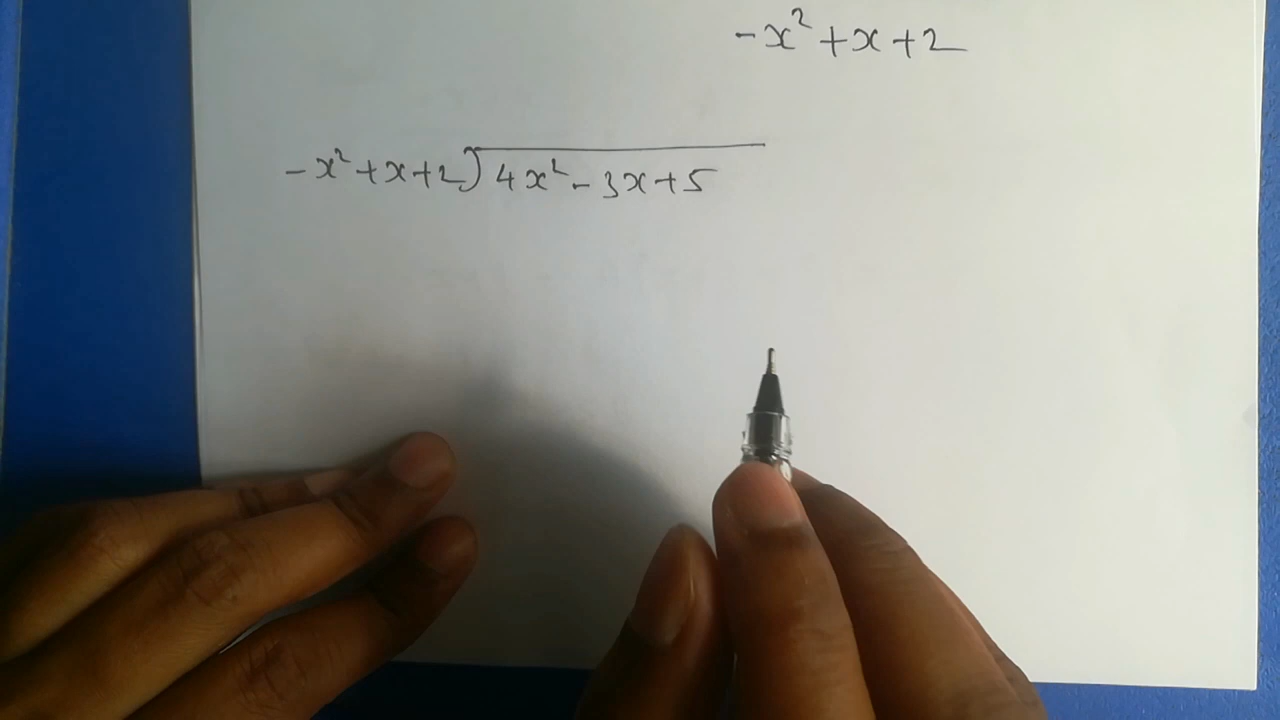 -x² + x + 2
-x² + x + 2) 4x² - 3x + 5